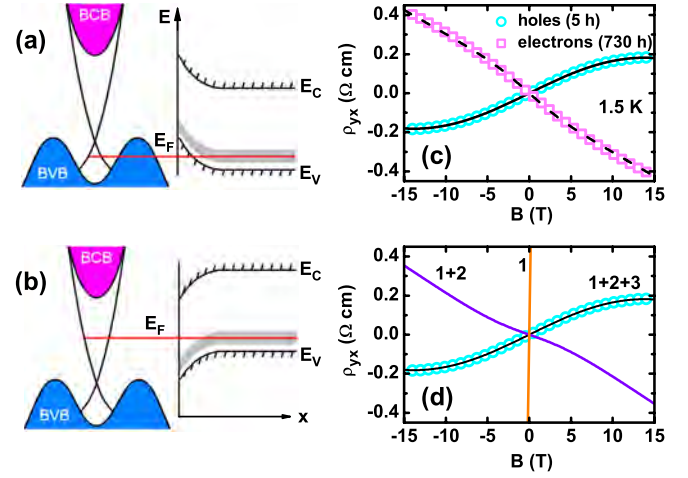 (a)
BCB
BVB
E
E_C
E_F
E_V
(b)
BCB
BVB
E_C
E_F
E_V
x
0.4
0.2
0.0
-0.2
-0.4
ρ_yx (Ω cm)
holes (5 h)
electrons (730 h)
1.5 K
(c)
-15 -10 -5 0 5 10 15
B (T)
0.4
0.2
0.0
-0.2
-0.4
ρ_yx (Ω cm)
1+2
1
1+2+3
(d)
-15 -10 -5 0 5 10 15
B (T)